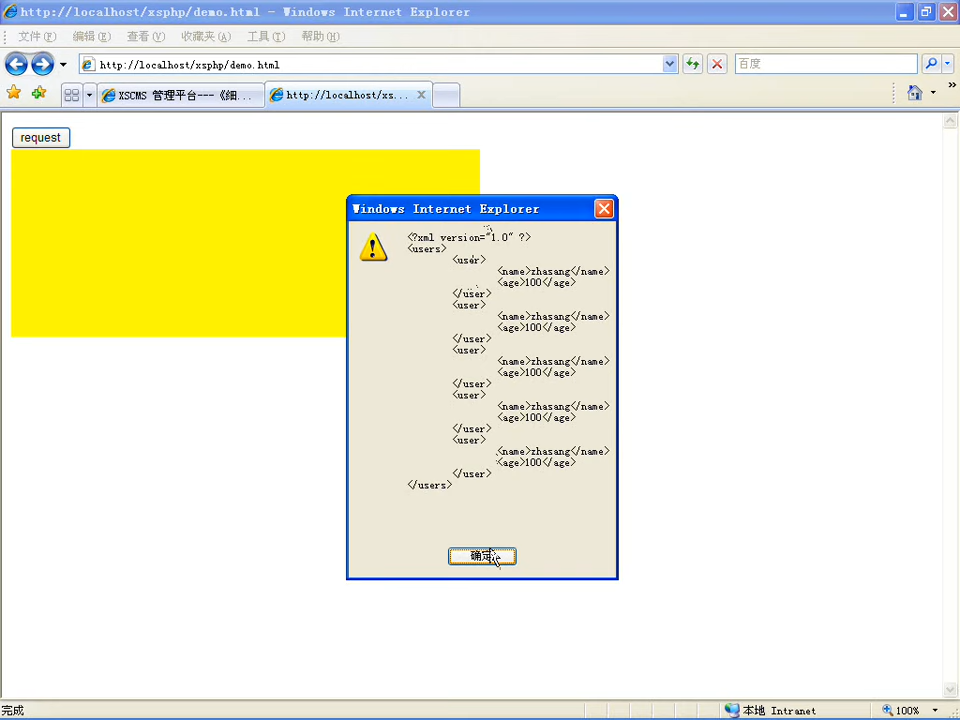 http://localhost/xsphp/demo.html - Windows Internet Explorer
文件(F) 编辑(E) 查看(V) 收藏夹(A) 工具(T) 帮助(H)
http://localhost/xsphp/demo.html
百度
XSCMS 管理平台---《细...
http://localhost/xs...
request
Windows Internet Explorer
<?xml version="1.0" ?>
<users>
<user>
<name>zhasang</name>
<age>100</age>
</user>
<user>
<name>zhasang</name>
<age>100</age>
</user>
<user>
<name>zhasang</name>
<age>100</age>
</user>
<user>
<name>zhasang</name>
<age>100</age>
</user>
<user>
<name>zhasang</name>
<age>100</age>
</user>
</users>
确定
完成
本地 Intranet
100%